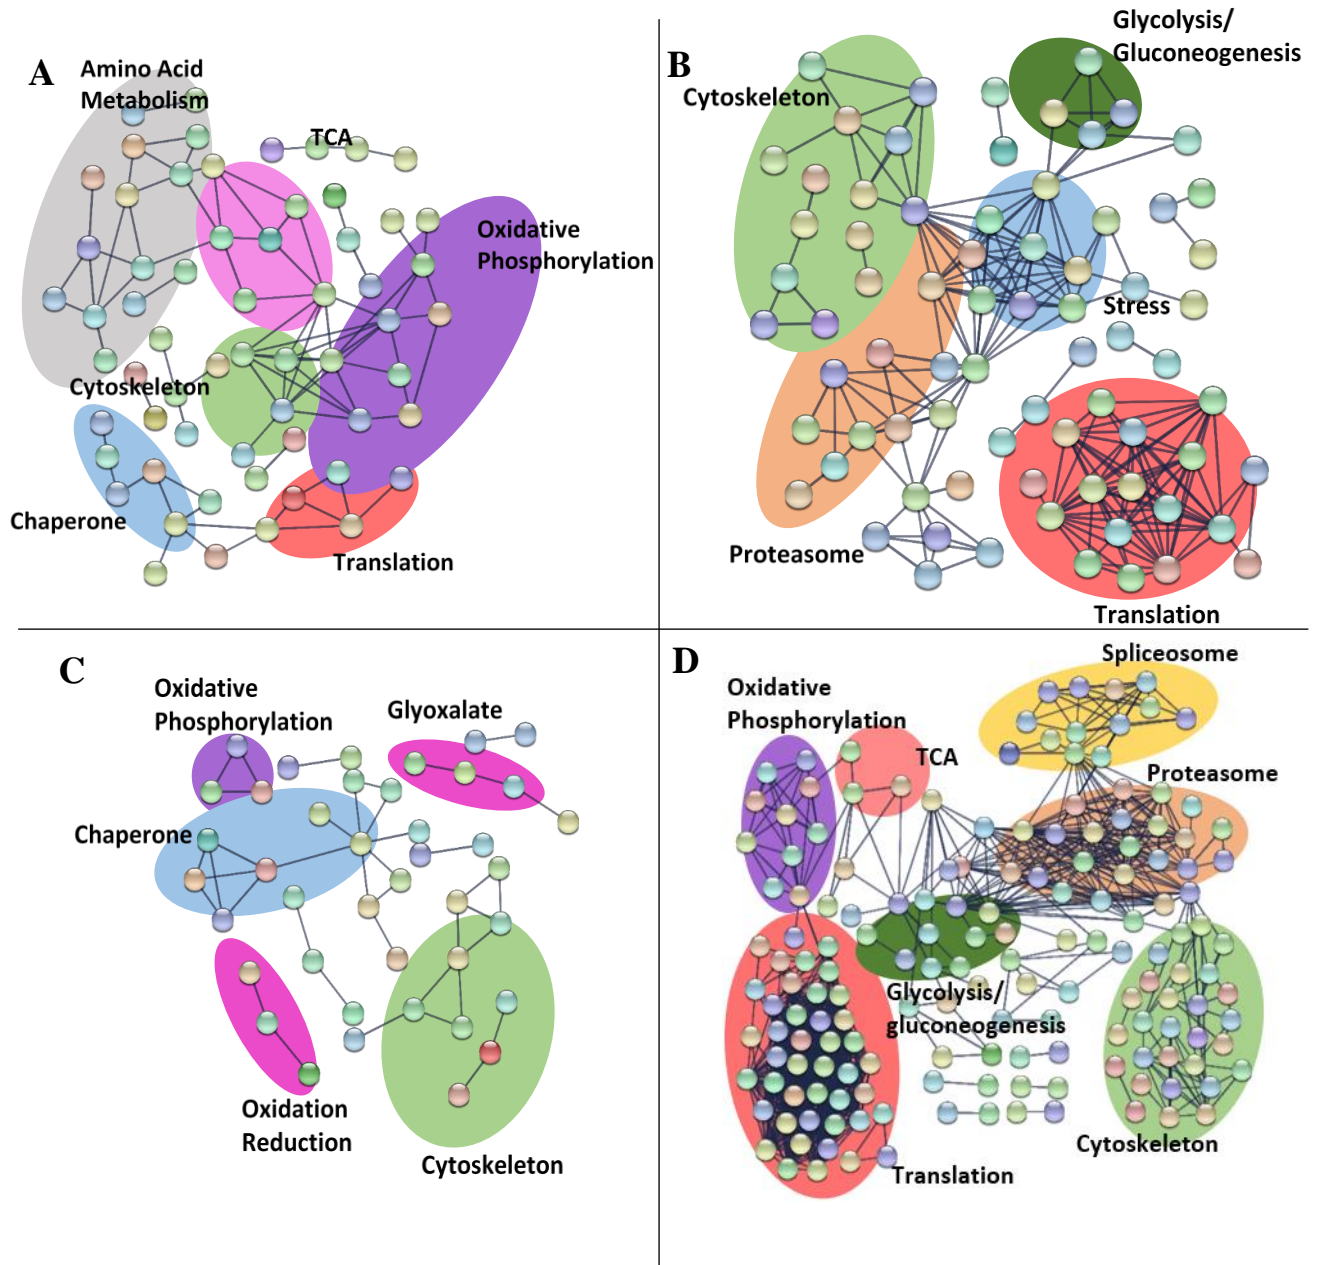 A
Amino Acid
Metabolism
TCA
Oxidative
Phosphorylation
Cytoskeleton
Chaperone
Translation
B
Glycolysis/
Gluconeogenesis
Cytoskeleton
Stress
Proteasome
Translation
C
Oxidative
Phosphorylation
Glyoxalate
Chaperone
Oxidation
Reduction
Cytoskeleton
D
Spliceosome
Oxidative
Phosphorylation
TCA
Proteasome
Glycolysis/
gluconeogenesis
Cytoskeleton
Translation